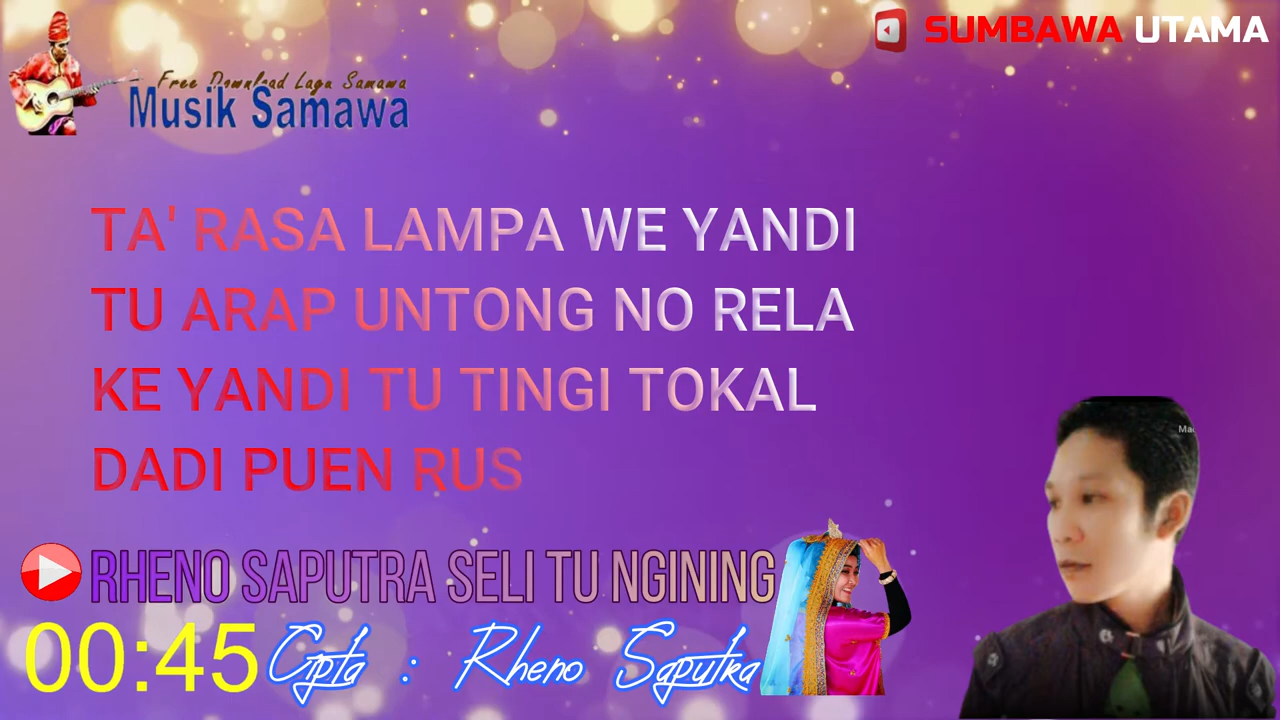 SUMBAWA UTAMA
Free Download Lagu Samawa
Musik Samawa
TA' RASA LAMPA WE YANDI
TU ARAP UNTONG NO RELA
KE YANDI TU TINGI TOKAL
DADI PUEN RUS
RHENO SAPUTRA SELI TU NGINING
00:45 Cipta : Rheno Saputra